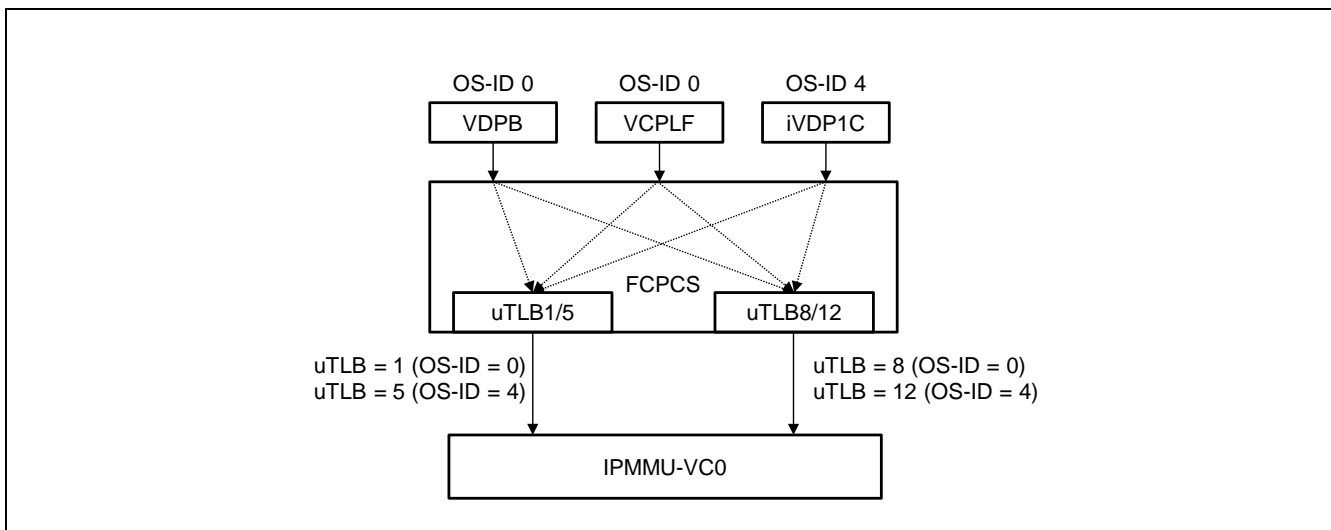 OS-ID 0 OS-ID 0 OS-ID 4
VDPB VCPLF iVDP1C
FCPCS
uTLB1/5 uTLB8/12
uTLB = 1 (OS-ID = 0) uTLB = 8 (OS-ID = 0)
uTLB = 5 (OS-ID = 4) uTLB = 12 (OS-ID = 4)
IPMMU-VC0